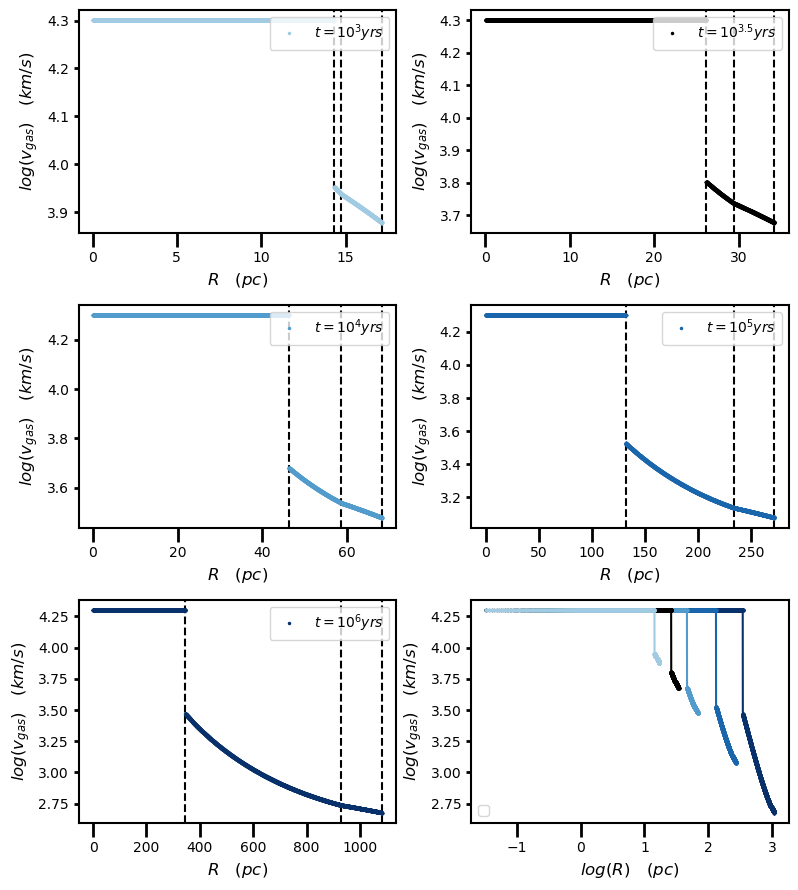 4.3
4.2
4.1
4.0
3.9
log(v_gas) (km/s)
t = 10^3 yrs
0 5 10 15
R (pc)
4.3
4.2
4.1
4.0
3.9
3.8
3.7
log(v_gas) (km/s)
t = 10^3.5 yrs
0 10 20 30
R (pc)
4.2
4.0
3.8
3.6
log(v_gas) (km/s)
t = 10^4 yrs
0 20 40 60
R (pc)
4.2
4.0
3.8
3.6
3.4
3.2
log(v_gas) (km/s)
t = 10^5 yrs
0 50 100 150 200 250
R (pc)
4.25
4.00
3.75
3.50
3.25
3.00
2.75
log(v_gas) (km/s)
t = 10^6 yrs
0 200 400 600 800 1000
R (pc)
4.25
4.00
3.75
3.50
3.25
3.00
2.75
log(v_gas) (km/s)
−1 0 1 2 3
log(R) (pc)